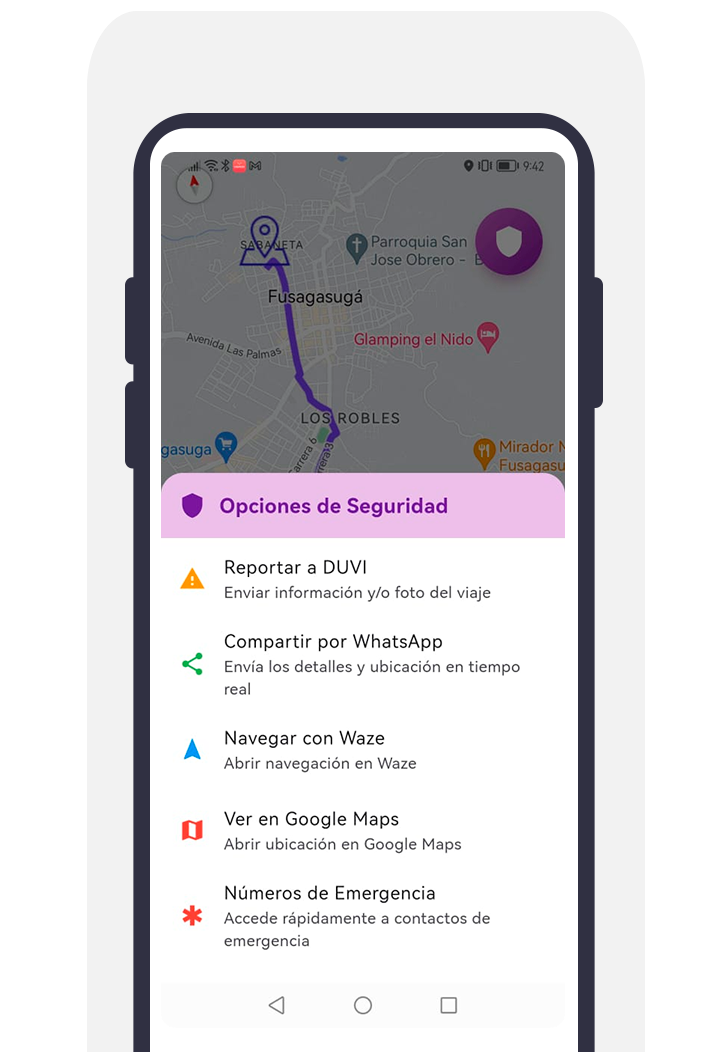 9:42
SABANETA
Parroquia San
Jose Obrero -
Fusagasugá
Avenida Las Palmas
Glamping el Nido
LOS ROBLES
gasuga
Carrera 6
Carrera 3
Mirador M
Fusagasu
Opciones de Seguridad
Reportar a DUVI
Enviar información y/o foto del viaje
Compartir por WhatsApp
Envía los detalles y ubicación en tiempo
real
Navegar con Waze
Abrir navegación en Waze
Ver en Google Maps
Abrir ubicación en Google Maps
Números de Emergencia
Accede rápidamente a contactos de
emergencia